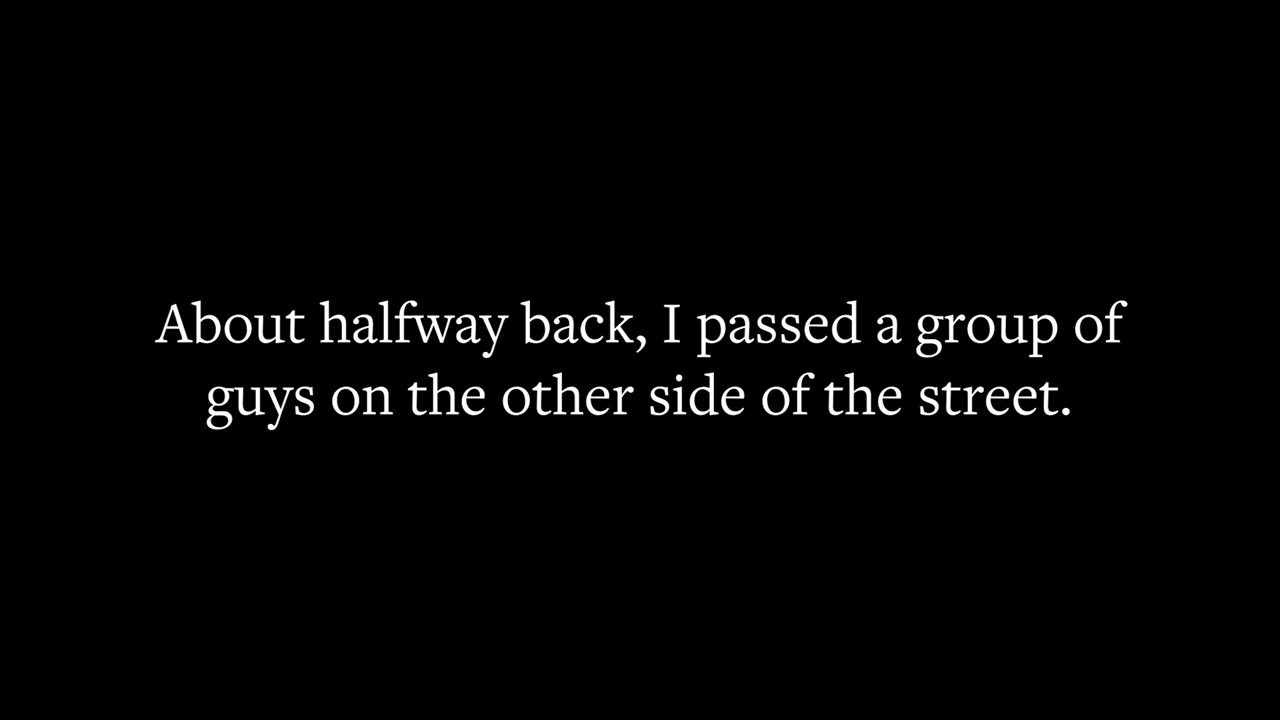 About halfway back, I passed a group of
guys on the other side of the street.